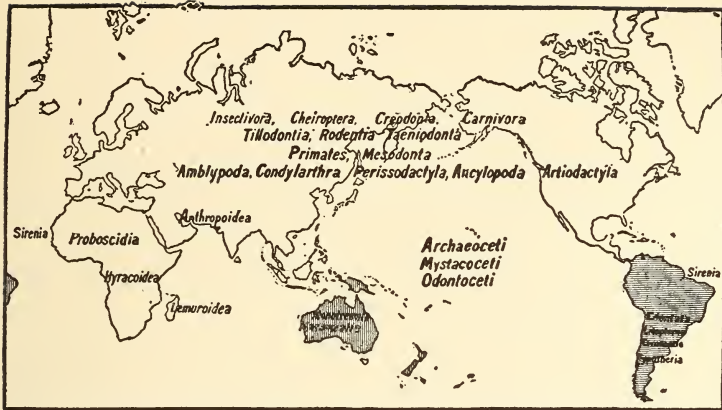 Insectivora, Cheiroptera, Creodonta, Carnivora
Tillodontia, Rodentia Taeniodonta
Primates, Mesodonta
Amblypoda, Condylarthra Perissodactyla, Ancylopoda Artiodactyla
Anthropoidea
Sirenia
Proboscidia
Hyracoidea
Lemuroidea
Archaeoceti
Mystacoceti
Odontoceti
Sirenia
Edentata